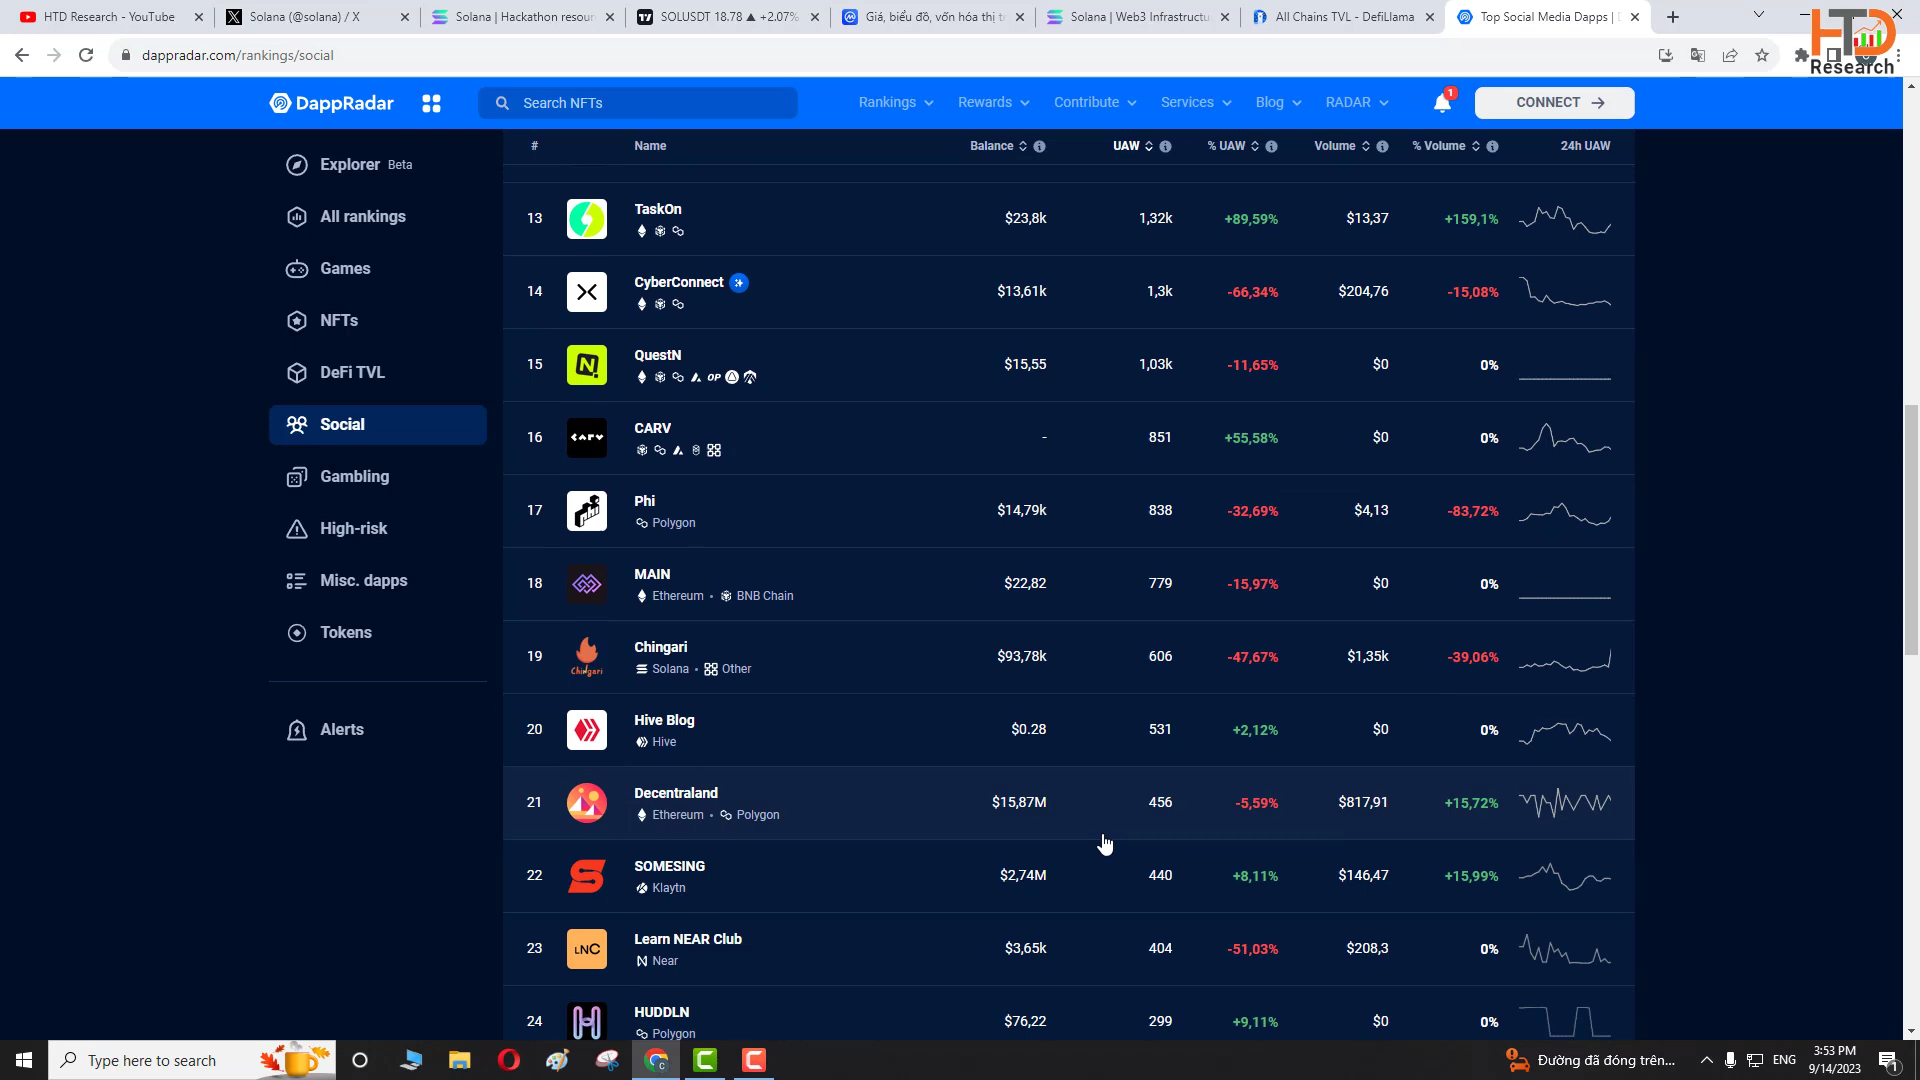 HTD Research - YouTube
Solana (@solana) / X
Solana | Hackathon resour
SOLUSDT 18.78 ▲ +2.07%
Giá, biểu đồ, vốn hóa thị tr
Solana | Web3 Infrastructu
All Chains TVL - DefiLlama
Top Social Media Dapps |
HTD
Research
dappradar.com/rankings/social
DappRadar
Search NFTs
Rankings
Rewards
Contribute
Services
Blog
RADAR
1
CONNECT →
Explorer Beta
All rankings
Games
NFTs
DeFi TVL
Social
Gambling
High-risk
Misc. dapps
Tokens
Alerts
# Name Balance UAW % UAW Volume % Volume 24h UAW
13 TaskOn $23,8k 1,32k +89,59% $13,37 +159,1%
14 CyberConnect $13,61k 1,3k -66,34% $204,76 -15,08%
15 QuestN $15,55 1,03k -11,65% $0 0%
OP
16 CARV - 851 +55,58% $0 0%
CARV
17 Phi $14,79k 838 -32,69% $4,13 -83,72%
Polygon
18 MAIN $22,82 779 -15,97% $0 0%
Ethereum • BNB Chain
19 Chingari $93,78k 606 -47,67% $1,35k -39,06%
Chingari
Solana • Other
20 Hive Blog $0.28 531 +2,12% $0 0%
Hive
21 Decentraland $15,87M 456 -5,59% $817,91 +15,72%
Ethereum • Polygon
22 SOMESING $2,74M 440 +8,11% $146,47 +15,99%
Klaytn
23 LNC Learn NEAR Club $3,65k 404 -51,03% $208,3 0%
Near
24 HUDDLN $76,22 299 +9,11% $0 0%
Polygon
Type here to search
Đường đã đóng trên...
ENG
3:53 PM
9/14/2023
1